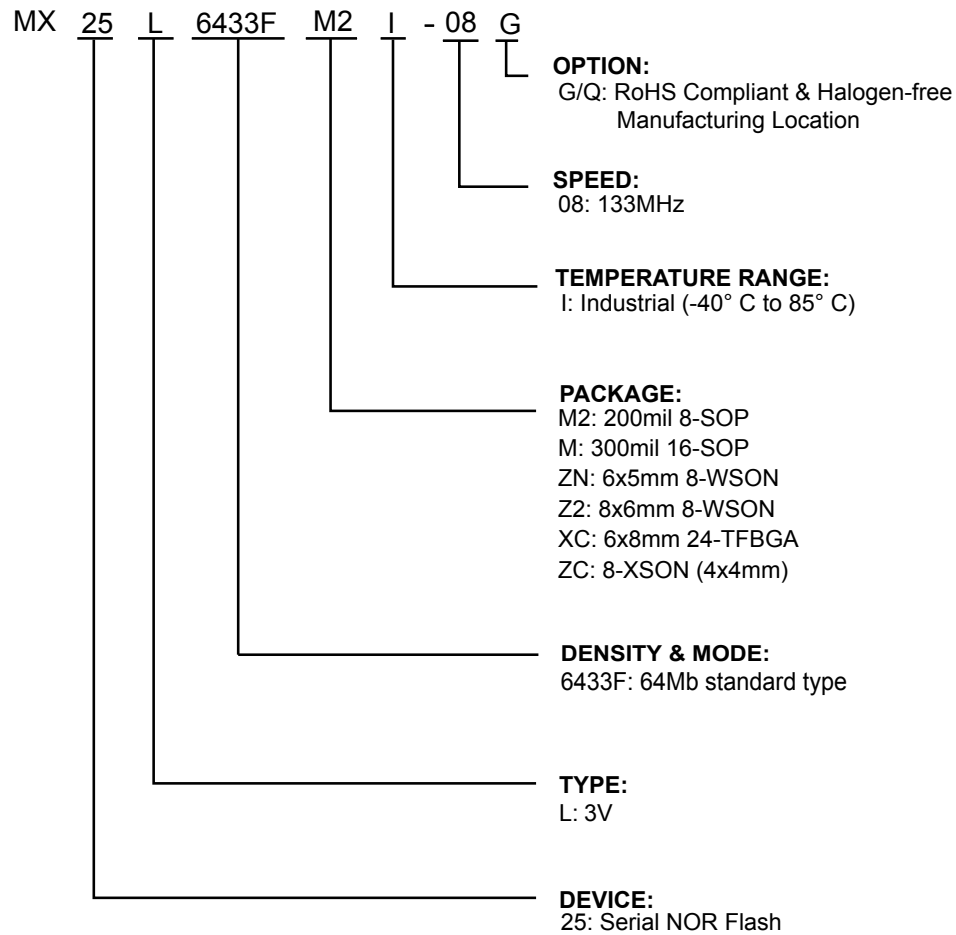 MX 25 L 6433F M2 I - 08 G
OPTION:
G/Q: RoHS Compliant & Halogen-free
Manufacturing Location
SPEED:
08: 133MHz
TEMPERATURE RANGE:
I: Industrial (-40° C to 85° C)
PACKAGE:
M2: 200mil 8-SOP
M: 300mil 16-SOP
ZN: 6x5mm 8-WSON
Z2: 8x6mm 8-WSON
XC: 6x8mm 24-TFBGA
ZC: 8-XSON (4x4mm)
DENSITY & MODE:
6433F: 64Mb standard type
TYPE:
L: 3V
DEVICE:
25: Serial NOR Flash